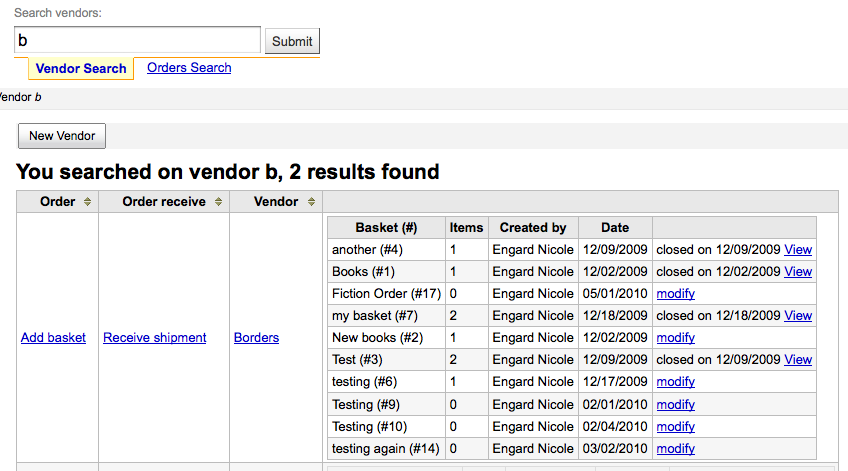 Search vendors:
b Submit
Vendor Search Orders Search
Vendor b
New Vendor
You searched on vendor b, 2 results found
Order Order receive Vendor
Basket (#) Items Created by Date
another (#4) 1 Engard Nicole 12/09/2009 closed on 12/09/2009 View
Books (#1) 1 Engard Nicole 12/02/2009 closed on 12/02/2009 View
Fiction Order (#17) 0 Engard Nicole 05/01/2010 modify
my basket (#7) 2 Engard Nicole 12/18/2009 closed on 12/18/2009 View
Add basket Receive shipment Borders New books (#2) 1 Engard Nicole 12/02/2009 modify
Test (#3) 2 Engard Nicole 12/09/2009 closed on 12/09/2009 View
testing (#6) 1 Engard Nicole 12/17/2009 modify
Testing (#9) 0 Engard Nicole 02/01/2010 modify
Testing (#10) 0 Engard Nicole 02/04/2010 modify
testing again (#14) 0 Engard Nicole 03/02/2010 modify